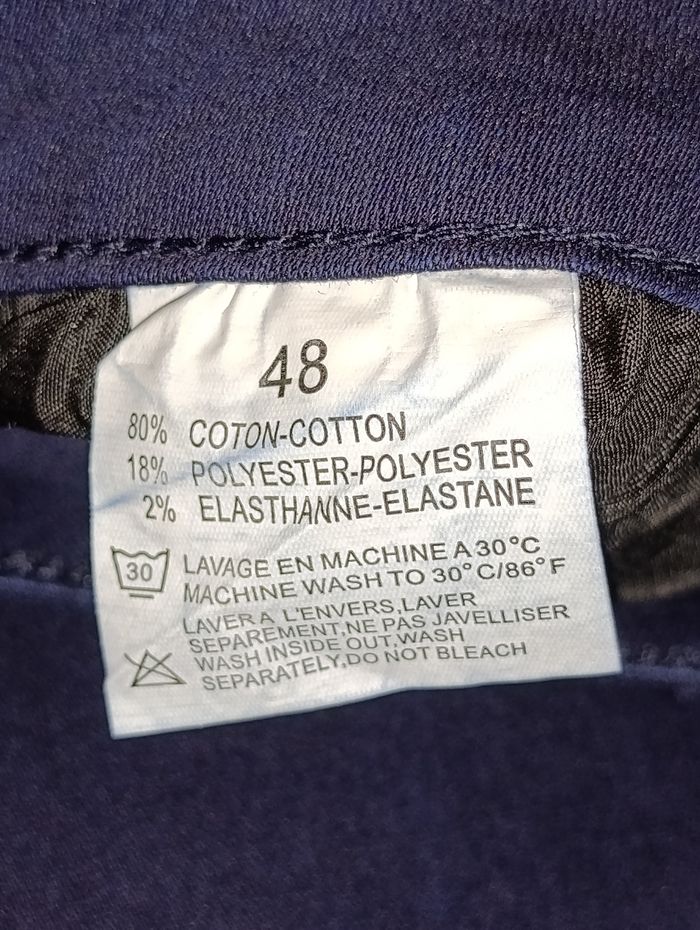 48
80% COTON-COTTON
18% POLYESTER-POLYESTER
2% ELASTHANNE-ELASTANE
30 LAVAGE EN MACHINE A 30°C
MACHINE WASH TO 30°C/86°F
LAVER A L'ENVERS,LAVER
SEPAREMENT,NE PAS JAVELLISER
WASH INSIDE OUT,WASH
SEPARATELY,DO NOT BLEACH